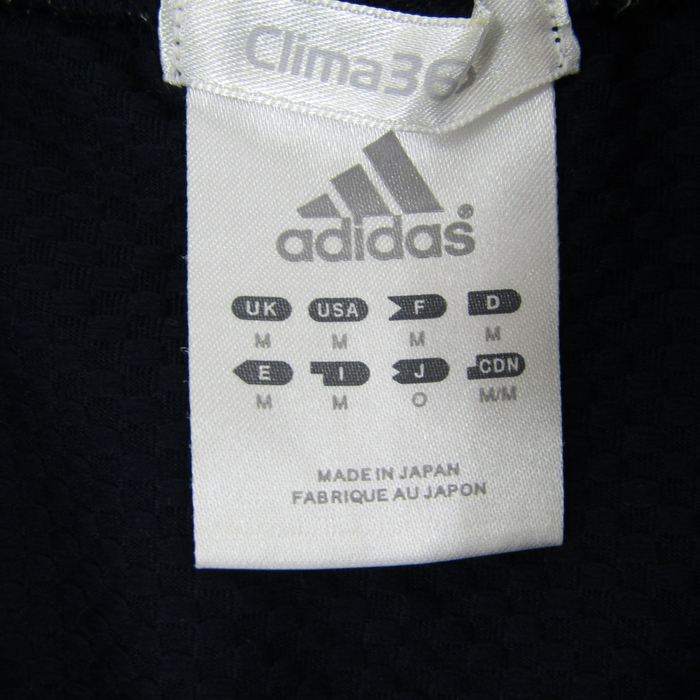 Clima36
adidas®
UK USA F D
M M M M
E I J CDN
M M O M/M
MADE IN JAPAN
FABRIQUE AU JAPON